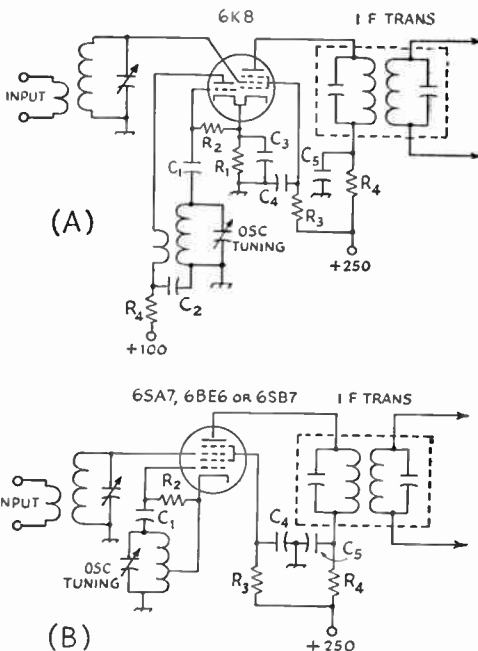 6K8
I F TRANS
INPUT
R2
C1
R1
C3
C4
C5
R4
R3
(A)
OSC
TUNING
+250
C2
R4
+100
6SA7, 6BE6 OR 6SB7
I F TRANS
INPUT
R2
C1
C4
C5
OSC
TUNING
R3
R4
(B)
+250